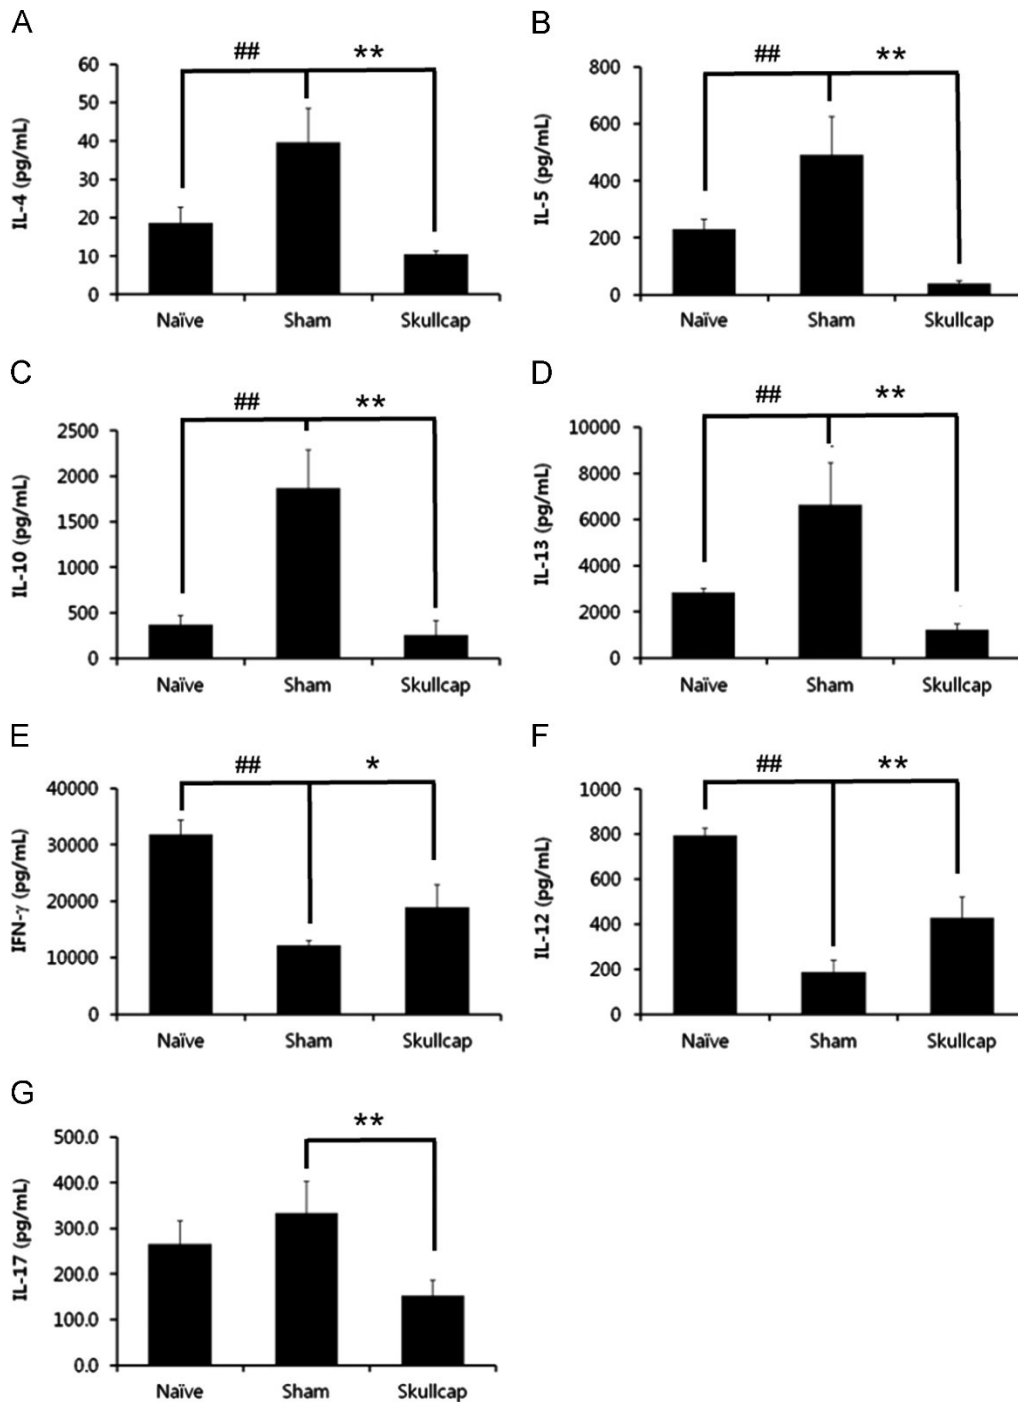 A
## **
IL-4 (pg/mL)
60
50
40
30
20
10
0
Naïve Sham Skullcap
B
## **
IL-5 (pg/mL)
800
600
400
200
0
Naïve Sham Skullcap
C
## **
IL-10 (pg/mL)
2500
2000
1500
1000
500
0
Naïve Sham Skullcap
D
## **
IL-13 (pg/mL)
10000
8000
6000
4000
2000
0
Naïve Sham Skullcap
E
## *
IFN-γ (pg/mL)
40000
30000
20000
10000
0
Naïve Sham Skullcap
F
## **
IL-12 (pg/mL)
1000
800
600
400
200
0
Naïve Sham Skullcap
G
**
IL-17 (pg/mL)
500.0
400.0
300.0
200.0
100.0
0.0
Naïve Sham Skullcap